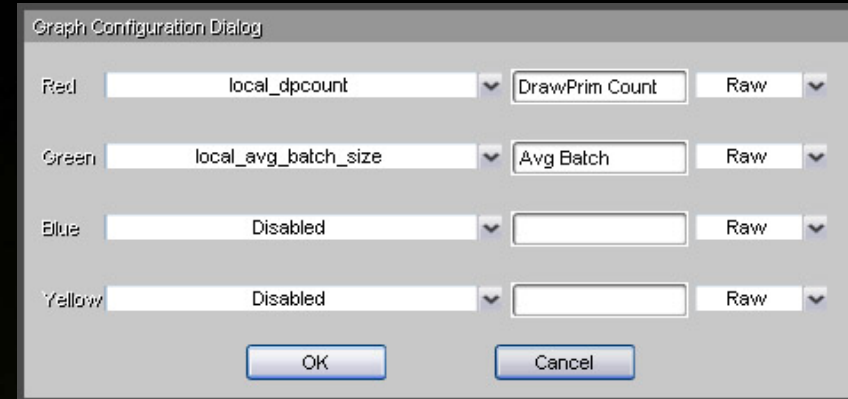 Graph Configuration Dialog
Red local_dpcount DrawPrim Count Raw
Green local_avg_batch_size Avg Batch Raw
Blue Disabled Raw
Yellow Disabled Raw
OK Cancel